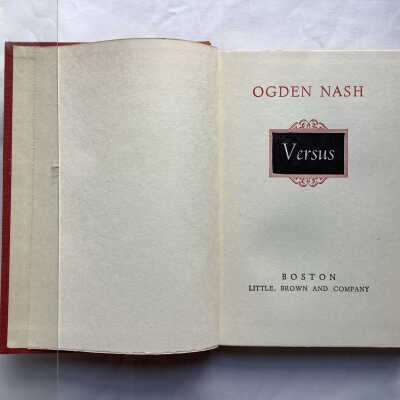 OGDEN NASH
Versus
BOSTON
LITTLE, BROWN AND COMPANY